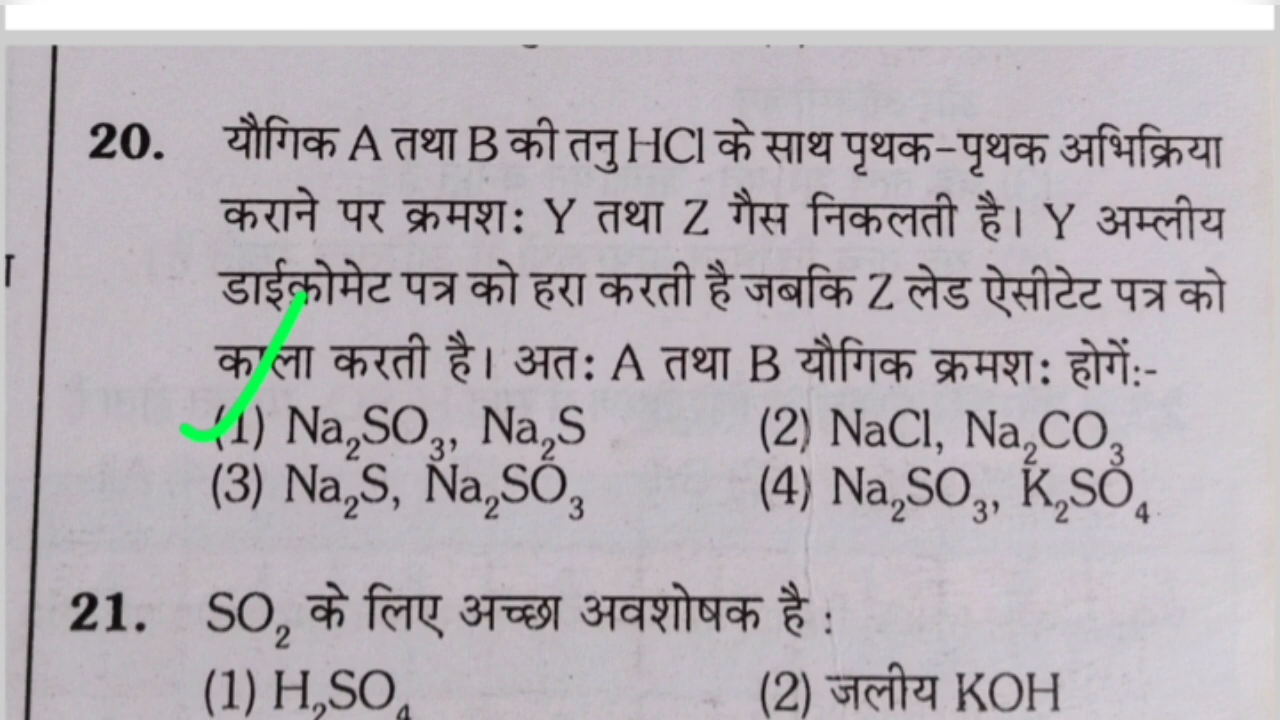 20. यौगिक A तथा B की तनु HCl के साथ पृथक-पृथक अभिक्रिया
कराने पर क्रमश: Y तथा Z गैस निकलती है। Y अम्लीय
डाईक्रोमेट पत्र को हरा करती है जबकि Z लेड ऐसीटेट पत्र को
काला करती है। अत: A तथा B यौगिक क्रमश: होगें:-
(1) Na₂SO₃, Na₂S (2) NaCl, Na₂CO₃
(3) Na₂S, Na₂SO₃ (4) Na₂SO₃, K₂SO₄
21. SO₂ के लिए अच्छा अवशोषक है :
(1) H₂SO₄ (2) जलीय KOH